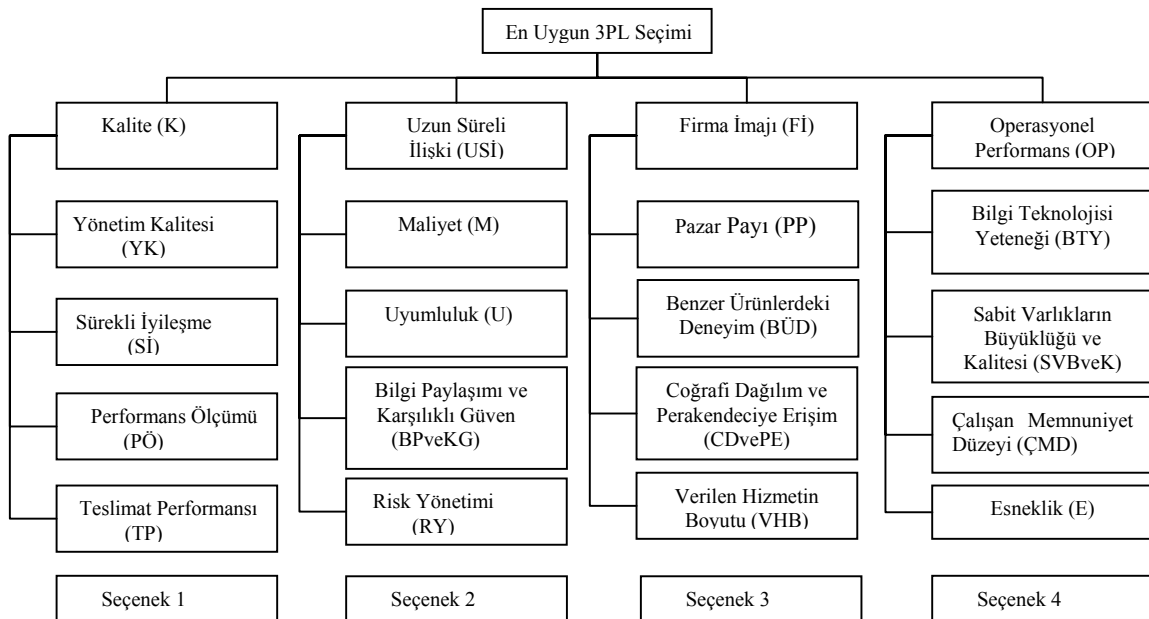 En Uygun 3PL Seçimi
Kalite (K)
Yönetim Kalitesi
(YK)
Sürekli İyileşme
(Sİ)
Performans Ölçümü
(PÖ)
Teslimat Performansı
(TP)
Uzun Süreli
İlişki (USİ)
Maliyet (M)
Uyumluluk (U)
Bilgi Paylaşımı ve
Karşılıklı Güven
(BPveKG)
Risk Yönetimi
(RY)
Firma İmajı (Fİ)
Pazar Payı (PP)
Benzer Ürünlerdeki
Deneyim (BÜD)
Coğrafi Dağılım ve
Perakendeciye Erişim
(CDvePE)
Verilen Hizmetin
Boyutu (VHB)
Operasyonel
Performans (OP)
Bilgi Teknolojisi
Yeteneği (BTY)
Sabit Varlıkların
Büyüklüğü ve
Kalitesi (SVBveK)
Çalışan Memnuniyet
Düzeyi (ÇMD)
Esneklik (E)
Seçenek 1
Seçenek 2
Seçenek 3
Seçenek 4